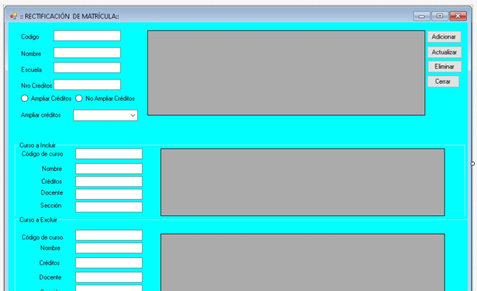 :: RECTIFICACIÓN DE MATRÍCULA::
Codigo
Adicionar
Nombre
Actualizar
Escuela
Eliminar
Nro Creditos
Cerrar
Ampliar Créditos No Ampliar Créditos
Ampliar créditos
Curso a Incluir
Código de curso
Nombre
Créditos
Docente
Sección
Curso a Excluir
Código de curso
Nombre
Créditos
Docente